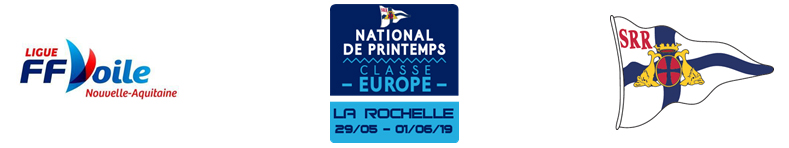 LIGUE
FFVoile
Nouvelle-Aquitaine
NATIONAL
DE PRINTEMPS
CLASSE
- EUROPE -
LA ROCHELLE
29/05 - 01/06/19
SRR